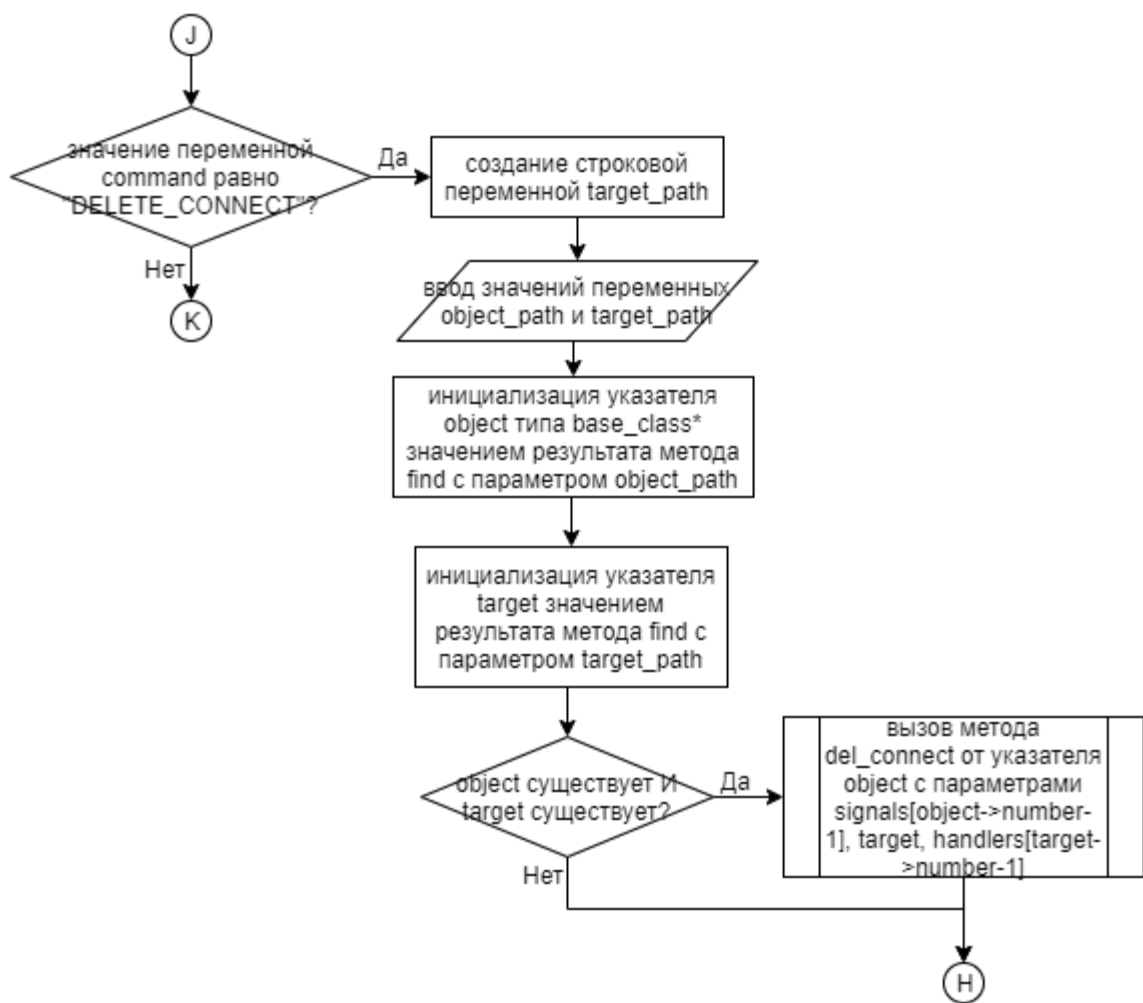 J
значение переменной
command равно
"DELETE_CONNECT"?
Да
Нет
K
создание строковой
переменной target_path
ввод значений переменных
object_path и target_path
инициализация указателя
object типа base_class*
значением результата метода
find с параметром object_path
инициализация указателя
target значением
результата метода find с
параметром target_path
object существует И
target существует?
Да
Нет
вызов метода
del_connect от указателя
object с параметрами
signals[object->number-
1], target, handlers[target-
>number-1]
H